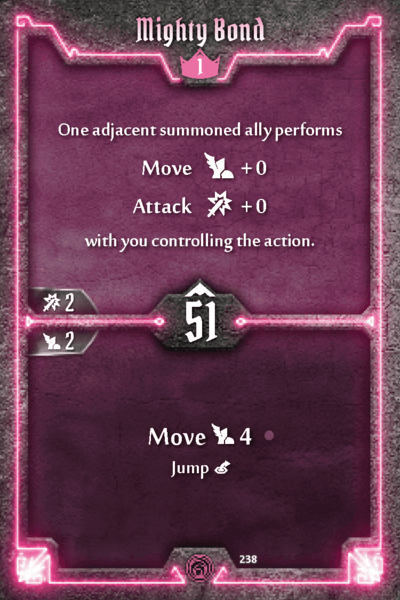 Mighty Bond
1
One adjacent summoned ally performs
Move +0
Attack +0
with you controlling the action.
2
51
2
Move 4
Jump
238